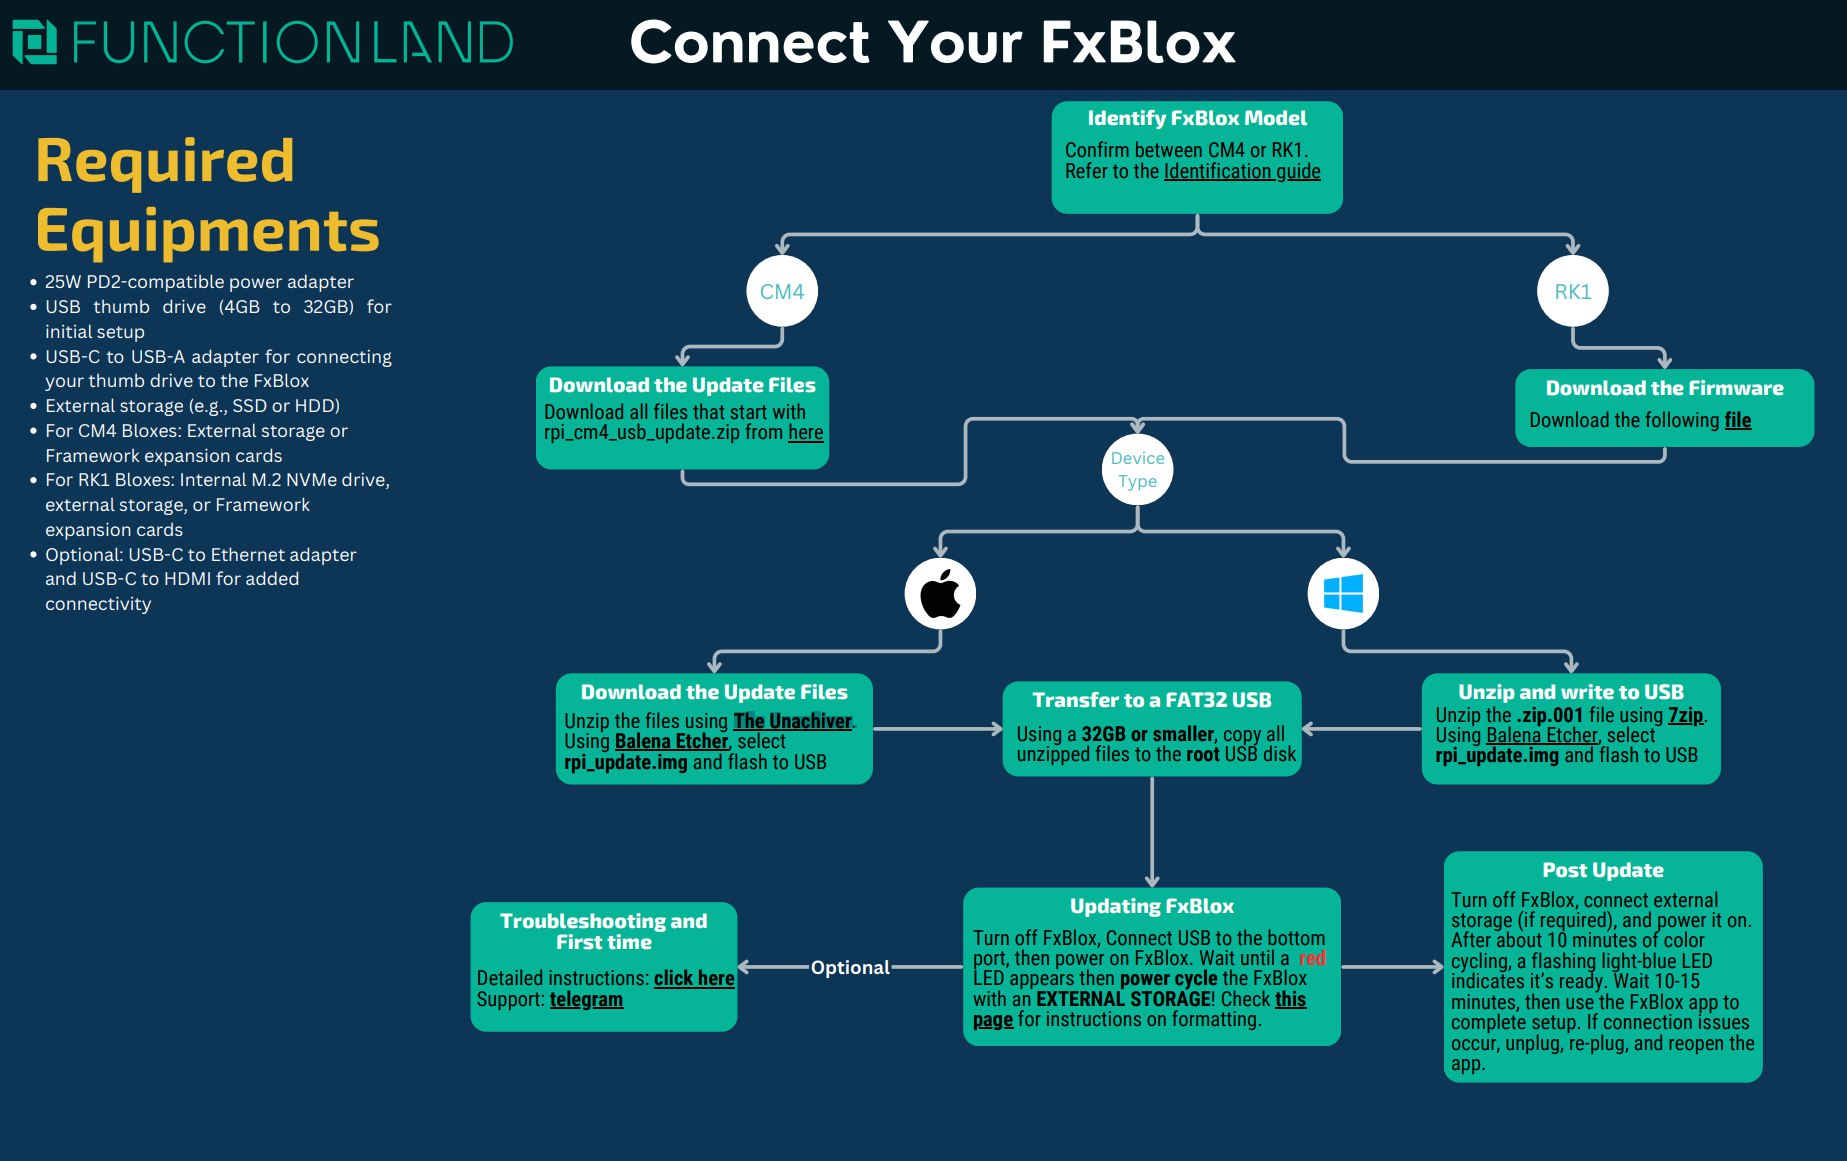 FUNCTIONLAND
Connect Your FxBlox
Required
Equipments
• 25W PD2-compatible power adapter
• USB thumb drive (4GB to 32GB) for
initial setup
• USB-C to USB-A adapter for connecting
your thumb drive to the FxBlox
• External storage (e.g., SSD or HDD)
• For CM4 Bloxes: External storage or
Framework expansion cards
• For RK1 Bloxes: Internal M.2 NVMe drive,
external storage, or Framework
expansion cards
• Optional: USB-C to Ethernet adapter
and USB-C to HDMI for added
connectivity
Identify FxBlox Model
Confirm between CM4 or RK1.
Refer to the Identification guide
CM4
RK1
Download the Update Files
Download all files that start with
rpi_cm4_usb_update.zip from here
Download the Firmware
Download the following file
Device
Type
Download the Update Files
Unzip the files using The Unachiver.
Using Balena Etcher, select
rpi_update.img and flash to USB
Transfer to a FAT32 USB
Using a 32GB or smaller, copy all
unzipped files to the root USB disk
Unzip and write to USB
Unzip the .zip.001 file using 7zip.
Using Balena Etcher, select
rpi_update.img and flash to USB
Troubleshooting and
First time
Detailed instructions: click here
Support: telegram
Optional
Updating FxBlox
Turn off FxBlox, Connect USB to the bottom
port, then power on FxBlox. Wait until a red
LED appears then power cycle the FxBlox
with an EXTERNAL STORAGE! Check this
page for instructions on formatting.
Post Update
Turn off FxBlox, connect external
storage (if required), and power it on.
After about 10 minutes of color
cycling, a flashing light-blue LED
indicates it's ready. Wait 10-15
minutes, then use the FxBlox app to
complete setup. If connection issues
occur, unplug, re-plug, and reopen the
app.